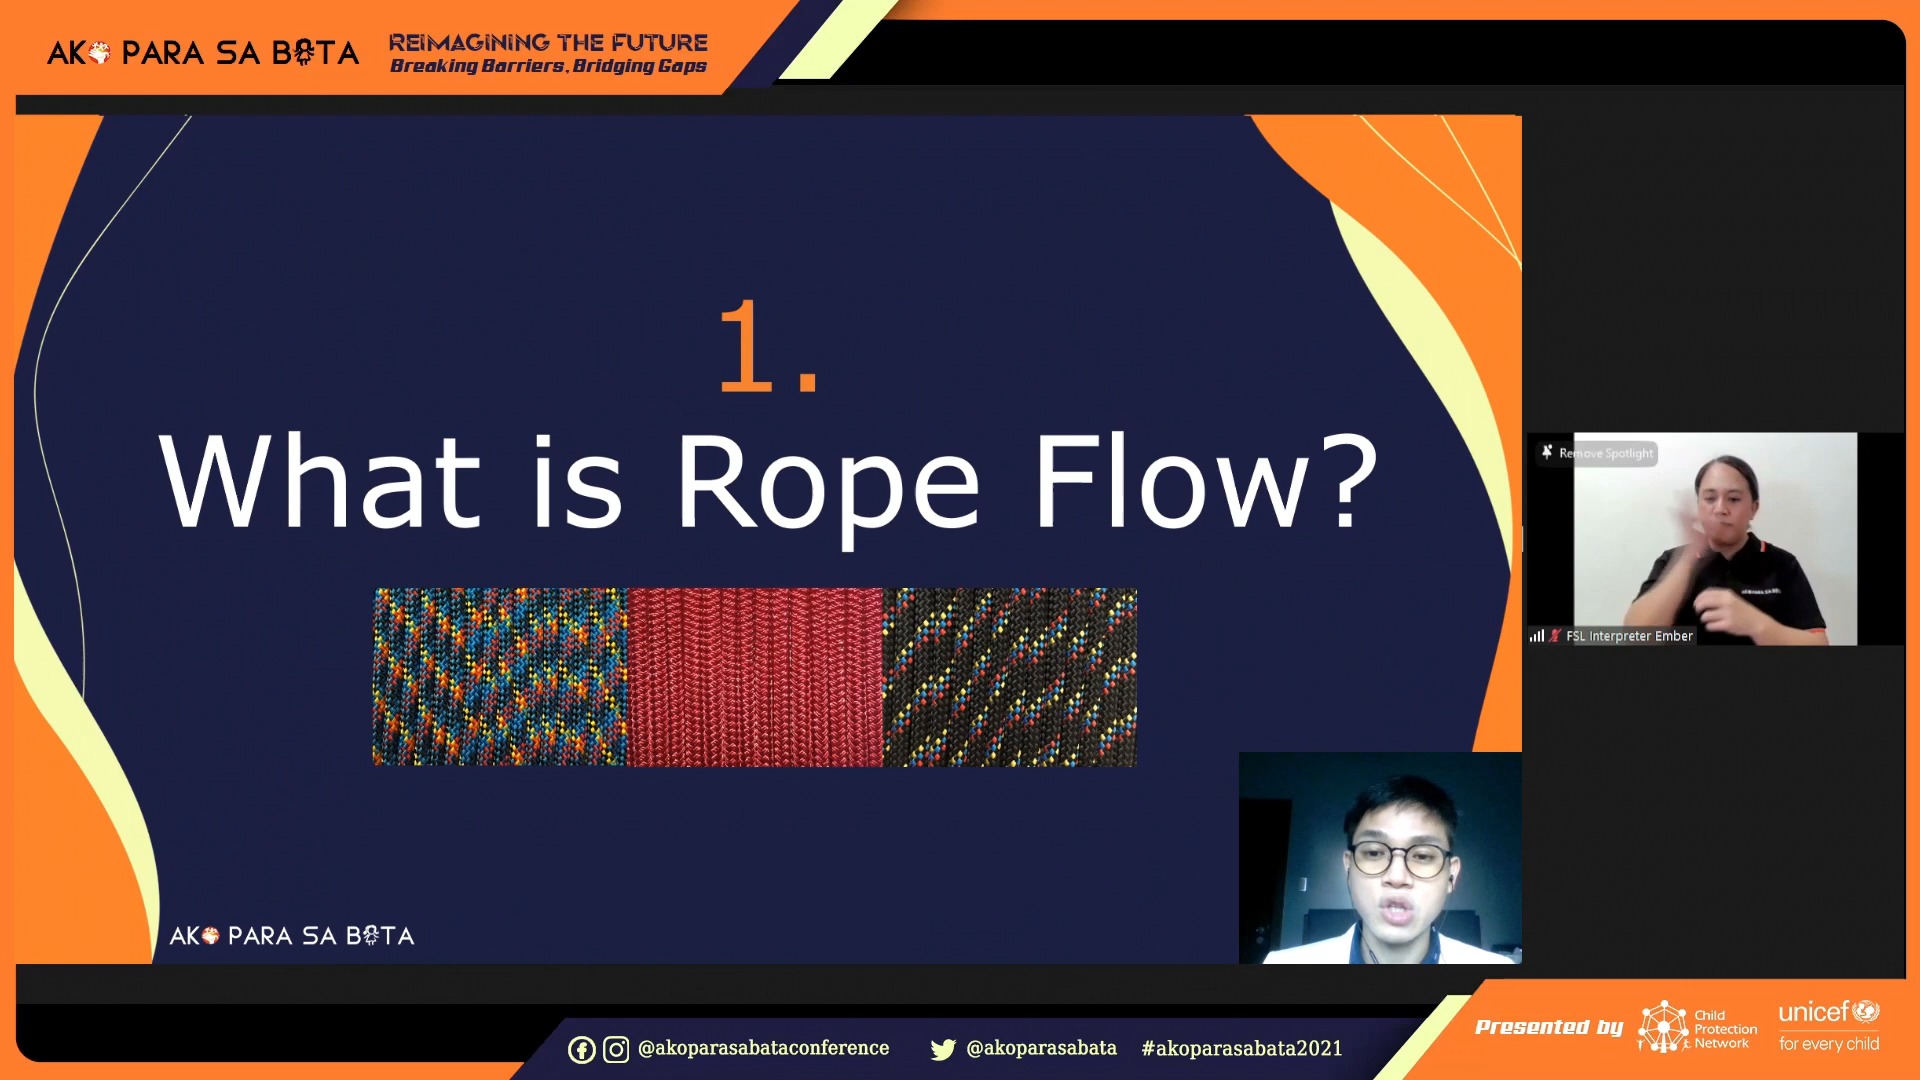 AKO PARA SA BATA
REIMAGINING THE FUTURE
Breaking Barriers, Bridging Gaps
1.
What is Rope Flow?
Remove Spotlight
FSL Interpreter Ember
AKO PARA SA BATA
@akoparasabataconference
@akoparasabata
#akoparasabata2021
Presented by
Child
Protection
Network
unicef
for every child